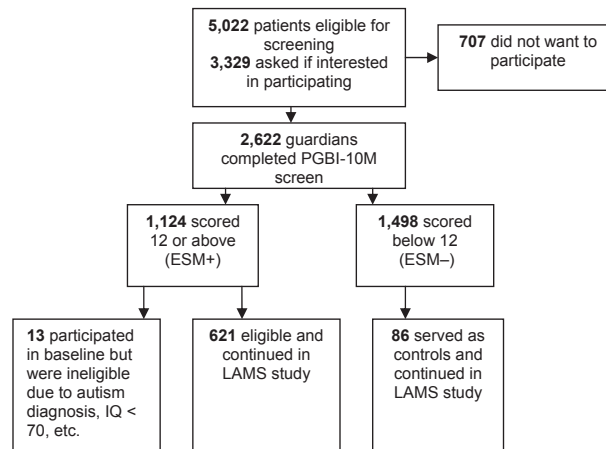 5,022 patients eligible for
screening
3,329 asked if interested
in participating
707 did not want to
participate
2,622 guardians
completed PGBI-10M
screen
1,124 scored
12 or above
(ESM+)
1,498 scored
below 12
(ESM–)
13 participated
in baseline but
were ineligible
due to autism
diagnosis, IQ <
70, etc.
621 eligible and
continued in
LAMS study
86 served as
controls and
continued in
LAMS study